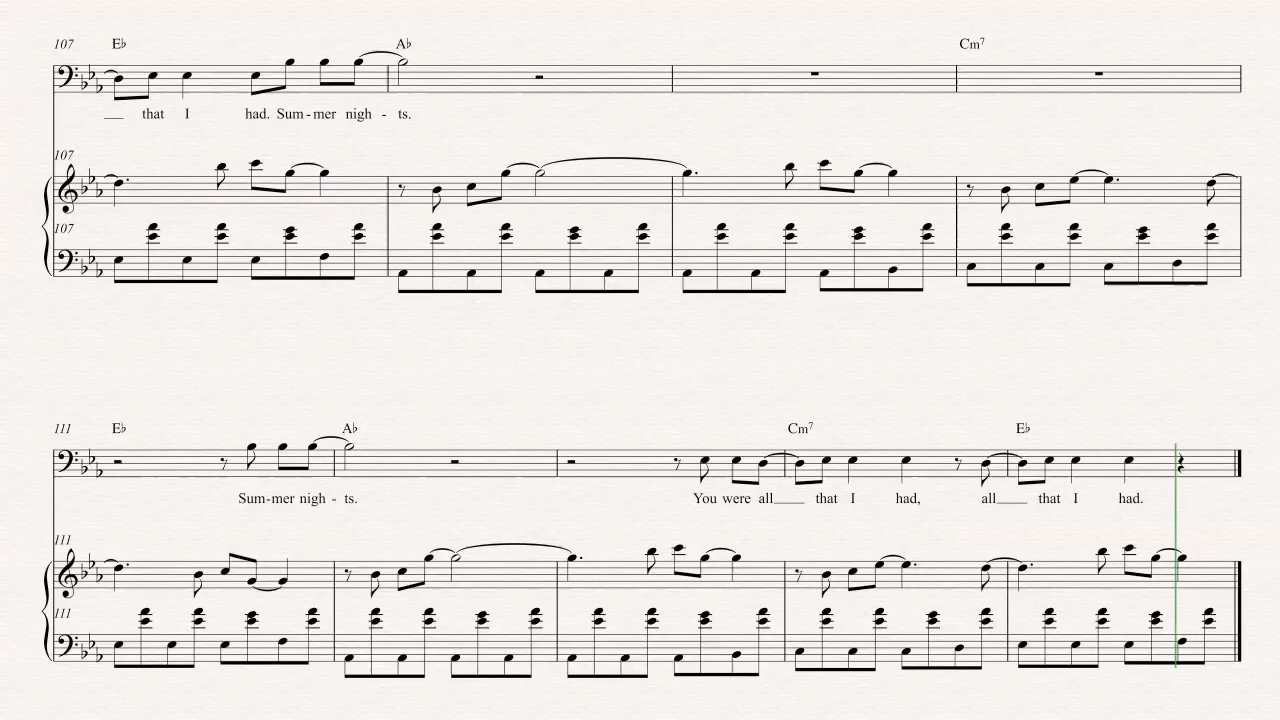 107 E♭ A♭ Cm7
that I had. Sum - mer nigh - ts.
107
107
111 E♭ A♭ Cm7 E♭
Sum-mer nigh - ts. You were all that I had, all that I had.
111
111